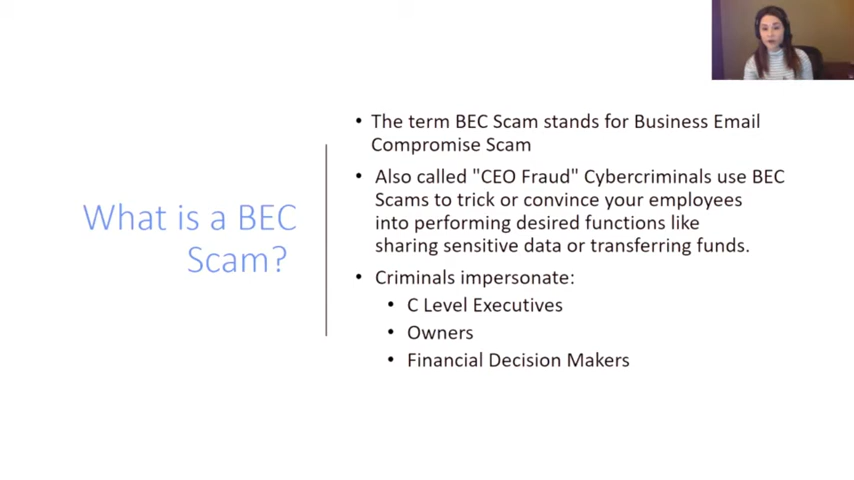 What is a BEC
Scam?
• The term BEC Scam stands for Business Email
Compromise Scam
• Also called "CEO Fraud" Cybercriminals use BEC
Scams to trick or convince your employees
into performing desired functions like
sharing sensitive data or transferring funds.
• Criminals impersonate:
• C Level Executives
• Owners
• Financial Decision Makers